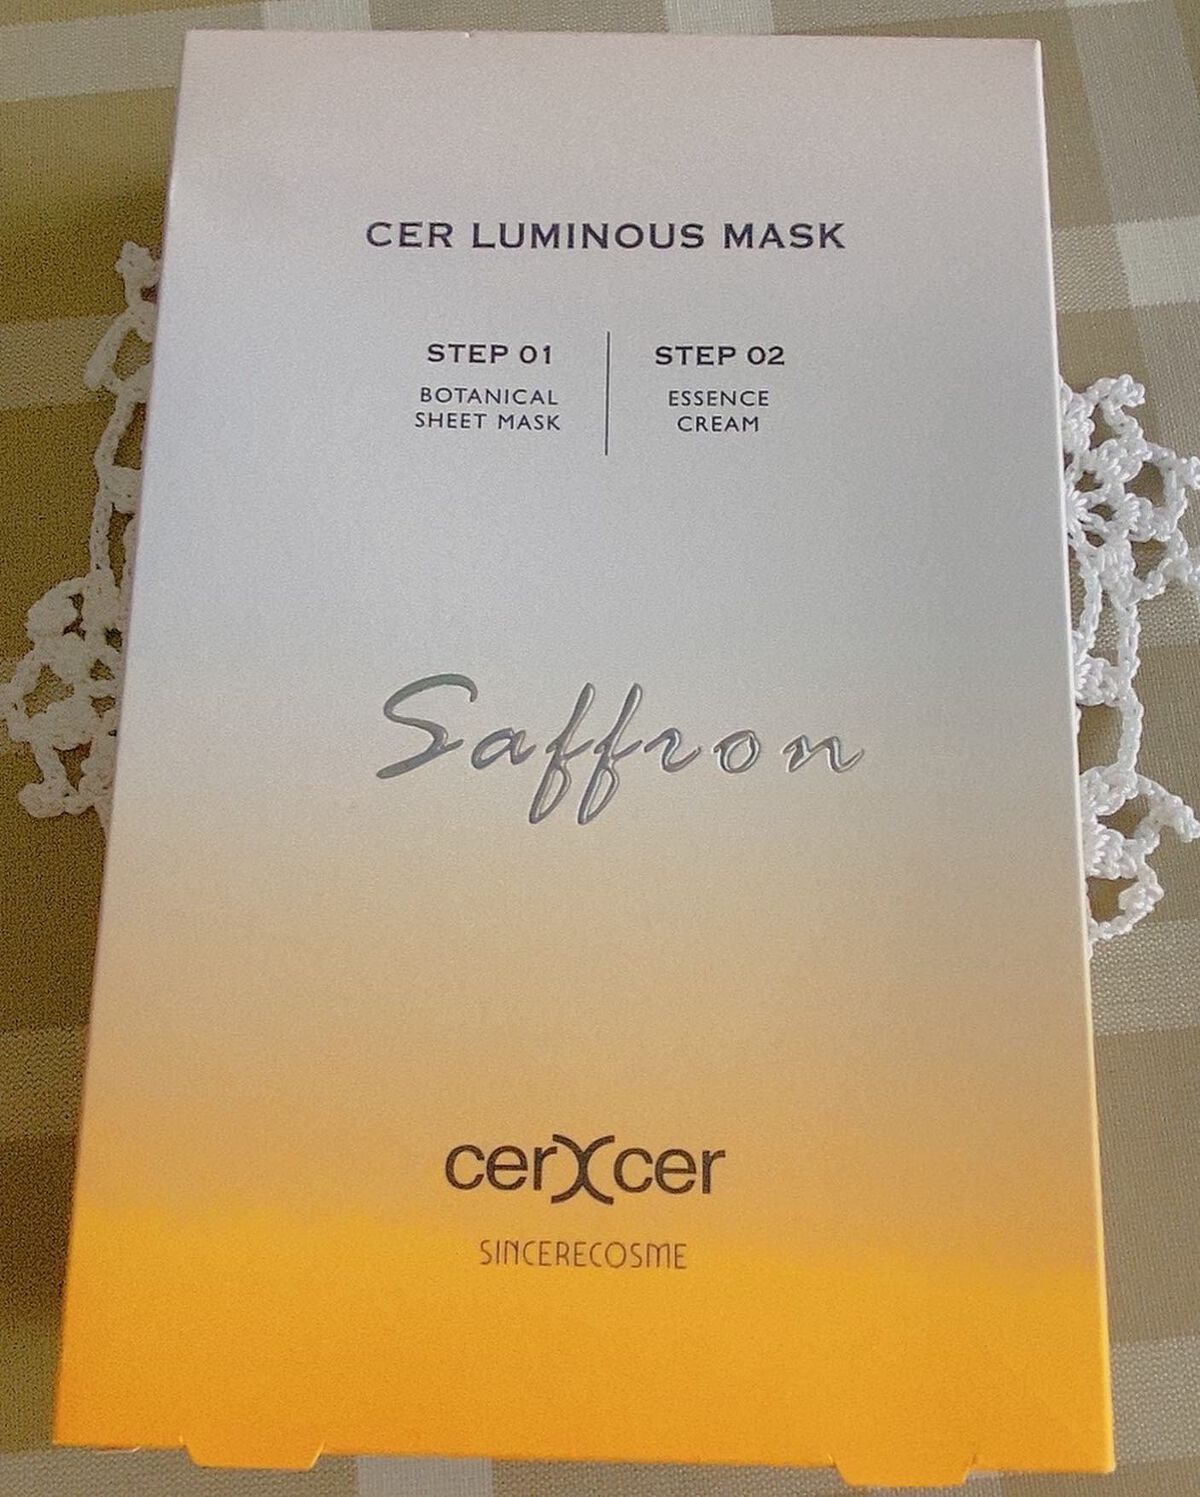 CER LUMINOUS MASK
STEP 01
BOTANICAL
SHEET MASK
STEP 02
ESSENCE
CREAM
Saffron
cerXcer
SINCERECOSME